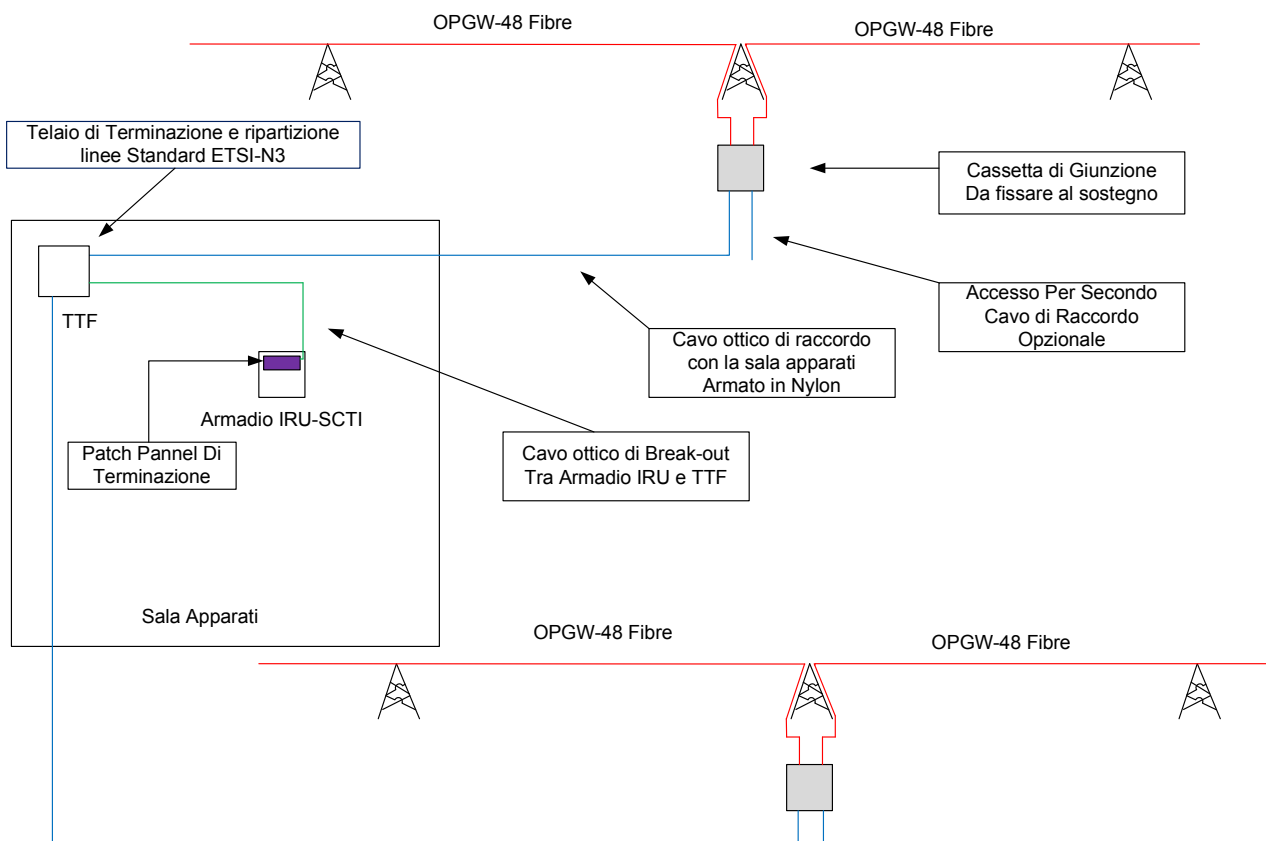 OPGW-48 Fibre
OPGW-48 Fibre
Telaio di Terminazione e ripartizione
linee Standard ETSI-N3
Cassetta di Giunzione
Da fissare al sostegno
TTF
Accesso Per Secondo
Cavo di Raccordo
Opzionale
Cavo ottico di raccordo
con la sala apparati
Armato in Nylon
Armadio IRU-SCTI
Patch Pannel Di
Terminazione
Cavo ottico di Break-out
Tra Armadio IRU e TTF
Sala Apparati
OPGW-48 Fibre
OPGW-48 Fibre